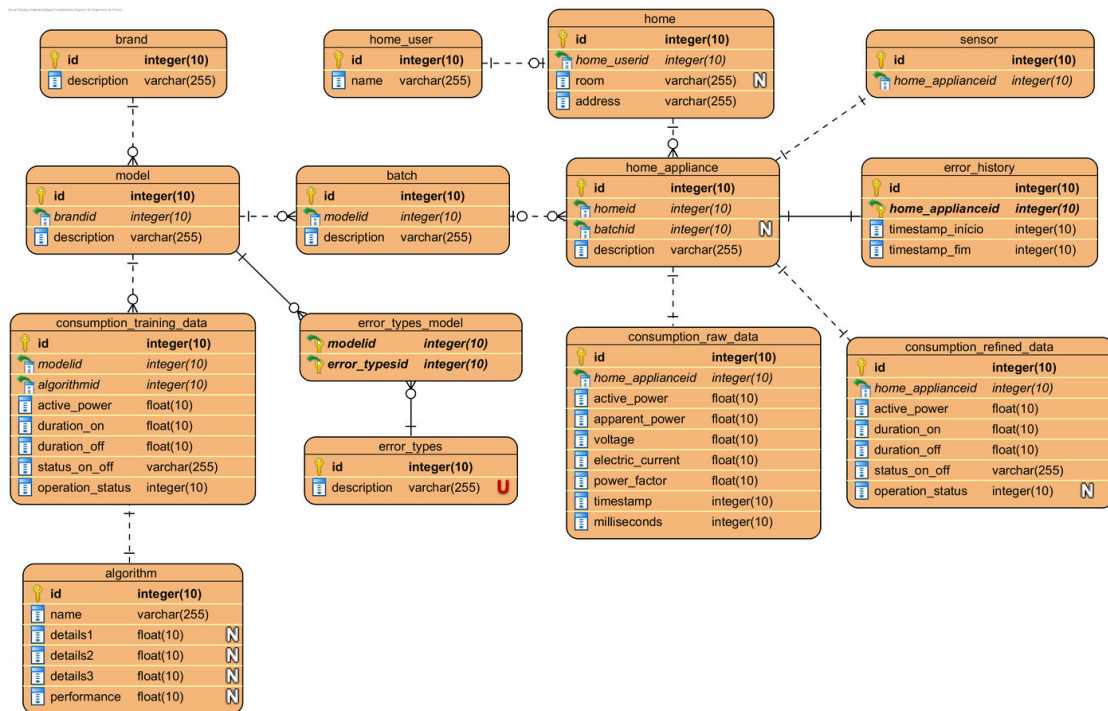 brand
id integer(10)
description varchar(255)
home_user
id integer(10)
name varchar(255)
home
id integer(10)
home_userid integer(10)
room varchar(255) N
address varchar(255)
sensor
id integer(10)
home_applianceid integer(10)
model
id integer(10)
brandid integer(10)
description varchar(255)
batch
id integer(10)
modelid integer(10)
description varchar(255)
home_appliance
id integer(10)
homeid integer(10)
batchid integer(10) N
description varchar(255)
error_history
id integer(10)
home_applianceid integer(10)
timestamp_início integer(10)
timestamp_fim integer(10)
consumption_training_data
id integer(10)
modelid integer(10)
algorithmid integer(10)
active_power float(10)
duration_on float(10)
duration_off float(10)
status_on_off varchar(255)
operation_status integer(10)
error_types_model
modelid integer(10)
error_typesid integer(10)
error_types
id integer(10)
description varchar(255) U
consumption_raw_data
id integer(10)
home_applianceid integer(10)
active_power float(10)
apparent_power float(10)
voltage float(10)
electric_current float(10)
power_factor float(10)
timestamp integer(10)
milliseconds integer(10)
consumption_refined_data
id integer(10)
home_applianceid integer(10)
active_power float(10)
duration_on float(10)
duration_off float(10)
status_on_off varchar(255)
operation_status integer(10) N
algorithm
id integer(10)
name varchar(255)
details1 float(10) N
details2 float(10) N
details3 float(10) N
performance float(10) N